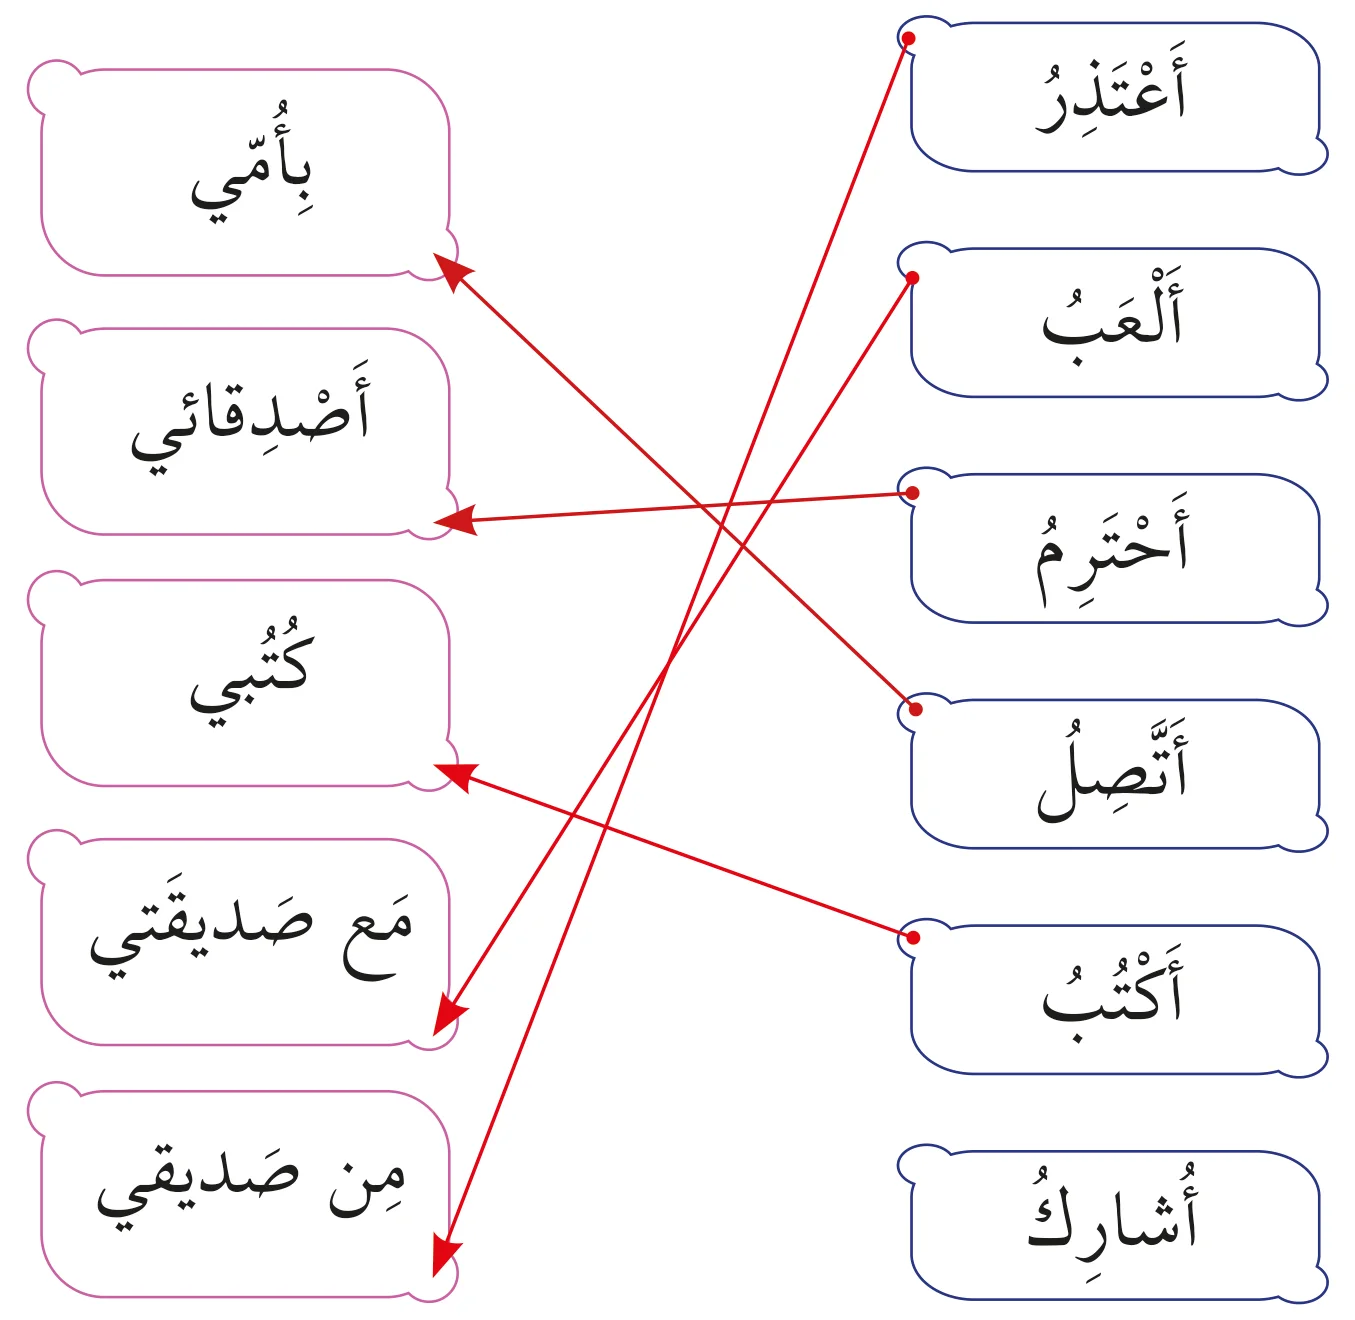 أَعْتَذِرُ
أَلْعَبُ
أَحْتَرِمُ
أَتَّصِلُ
أَكْتُبُ
أُشارِكُ
بِأُمّي
أَصْدِقائي
كُتُبي
مَع صَديقَتي
مِن صَديقي